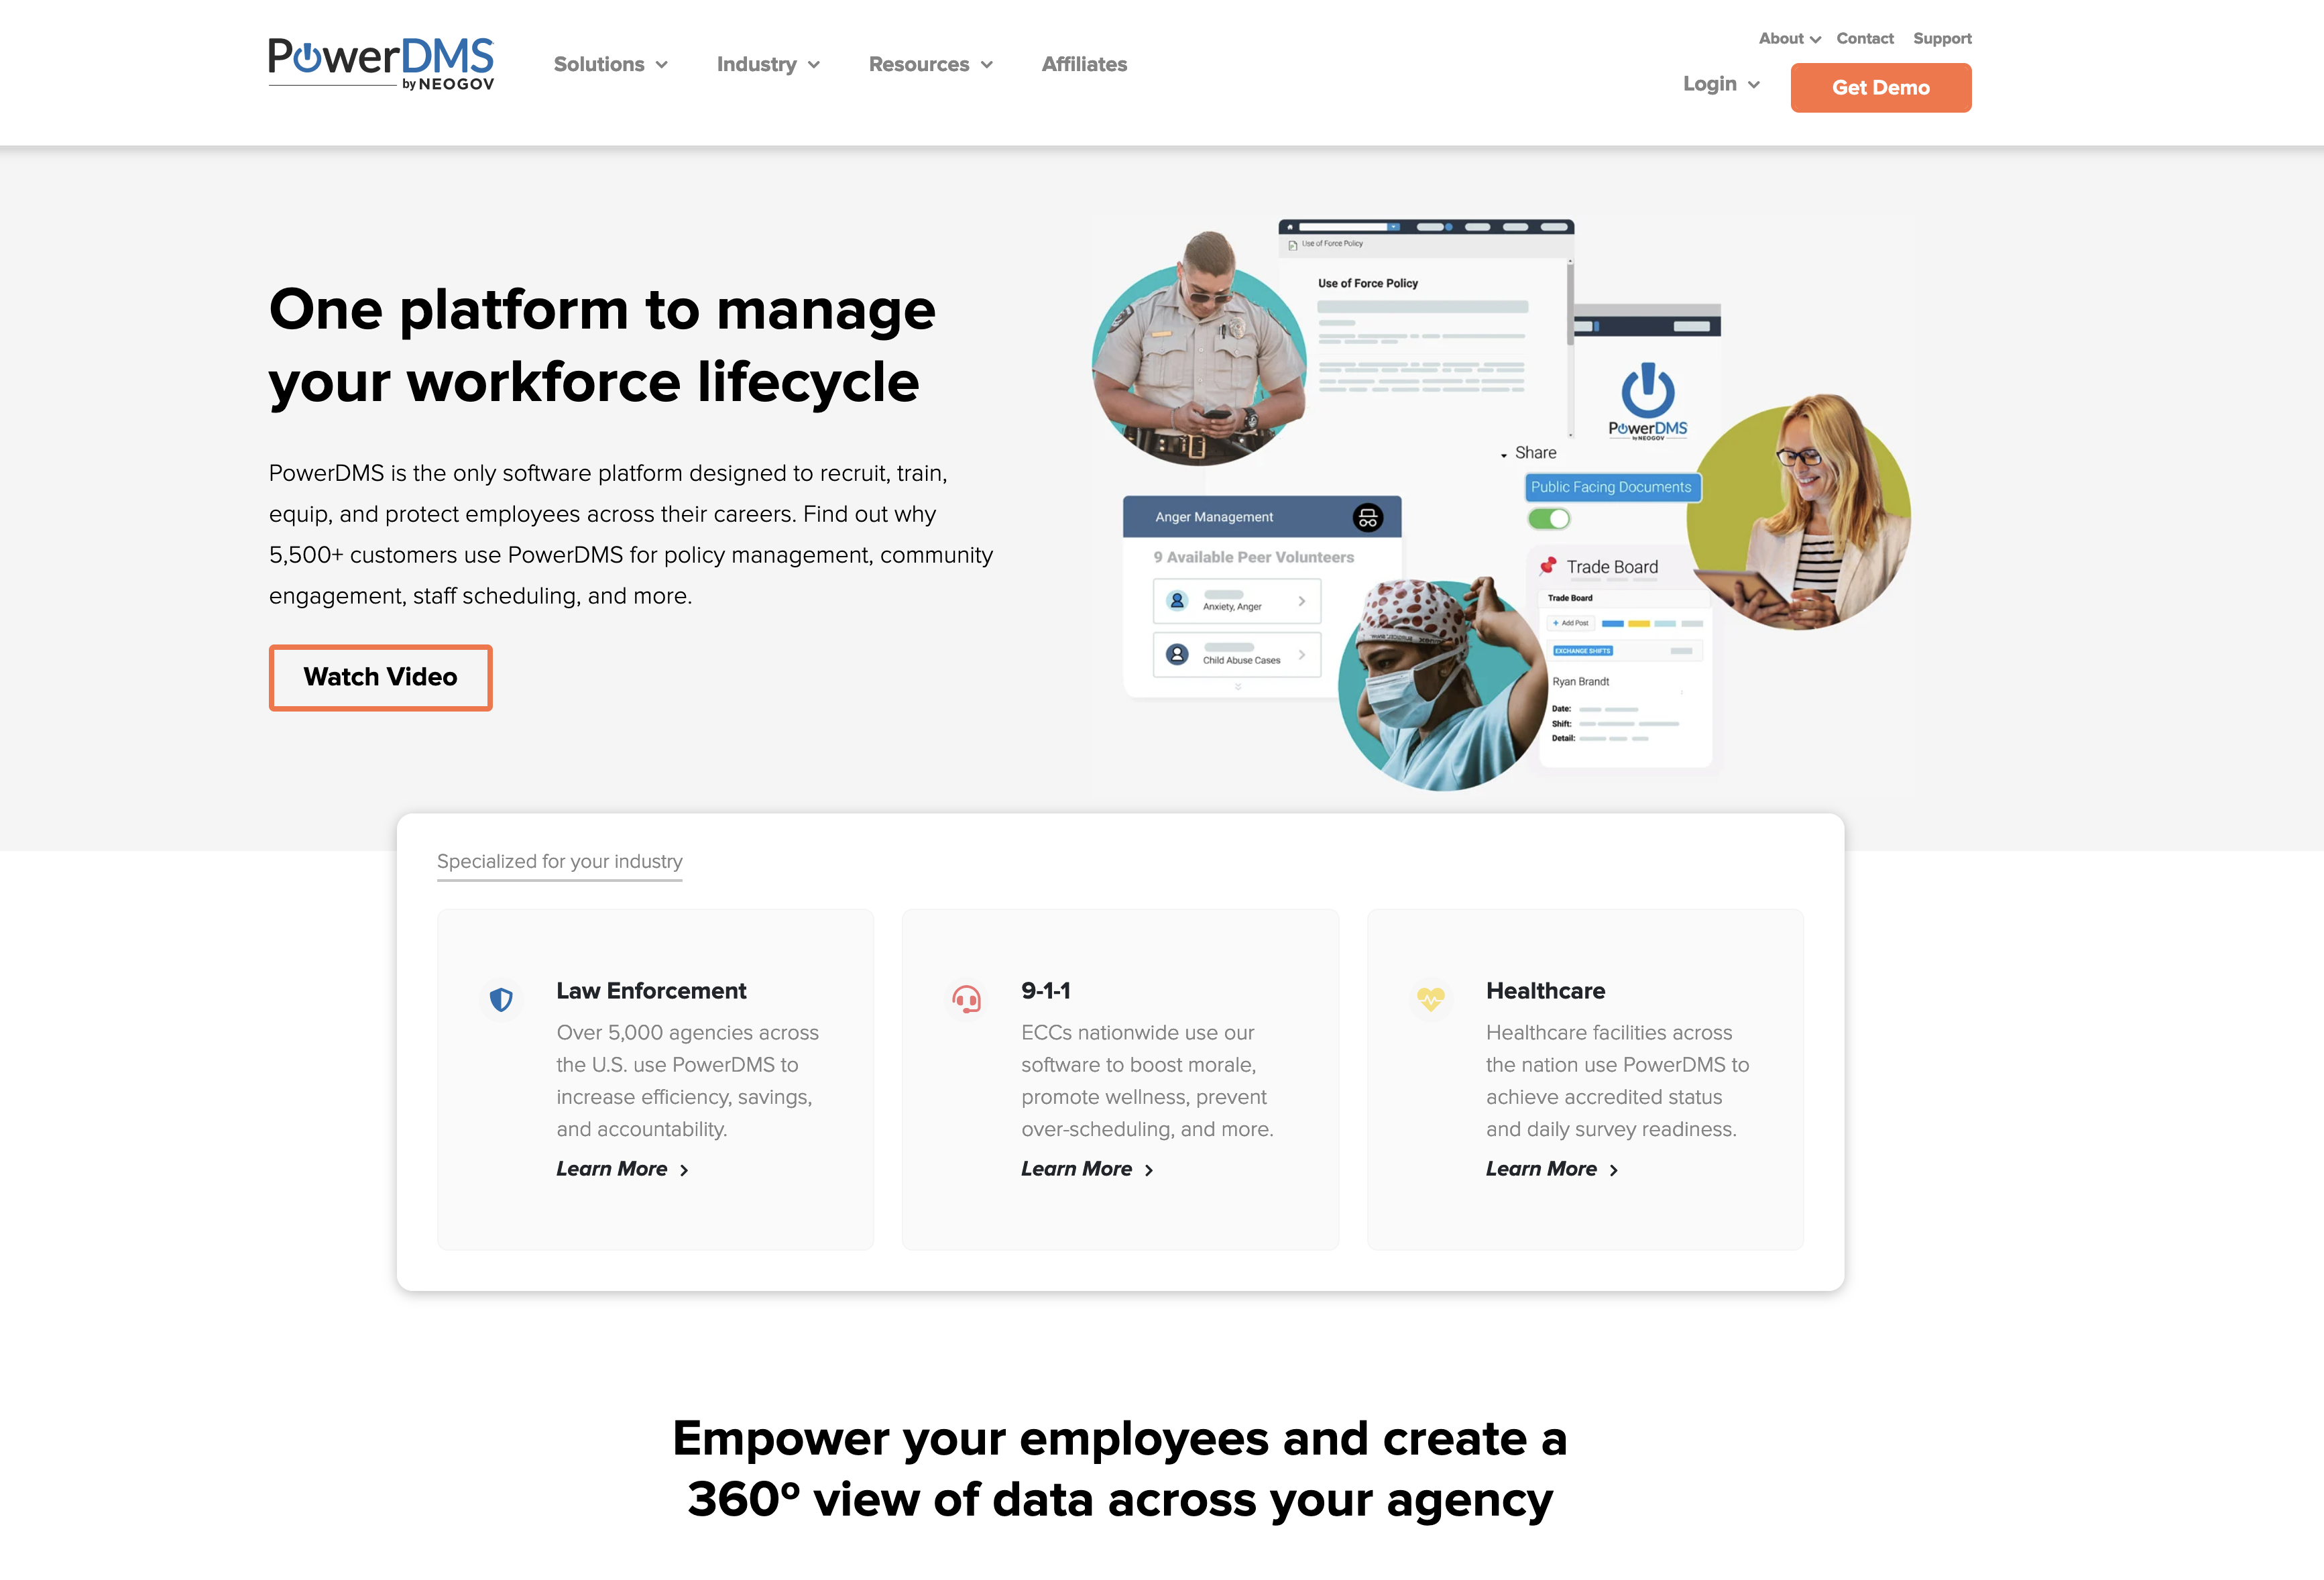 PowerDMS
by NEOGOV
Solutions
Industry
Resources
Affiliates
About
Contact
Support
Login
Get Demo
One platform to manage
your workforce lifecycle
PowerDMS is the only software platform designed to recruit, train,
equip, and protect employees across their careers. Find out why
5,500+ customers use PowerDMS for policy management, community
engagement, staff scheduling, and more.
Watch Video
Use of Force Policy
Use of Force Policy
PowerDMS
by NEOGOV
Share
Public Facing Documents
Anger Management
9 Available Peer Volunteers
Anxiety, Anger
Child Abuse Cases
Trade Board
Trade Board
+ Add Post
EXCHANGE SHIFTS
Ryan Brandt
Date:
Shift:
Detail:
Specialized for your industry
Law Enforcement
Over 5,000 agencies across
the U.S. use PowerDMS to
increase efficiency, savings,
and accountability.
Learn More
9-1-1
ECCs nationwide use our
software to boost morale,
promote wellness, prevent
over-scheduling, and more.
Learn More
Healthcare
Healthcare facilities across
the nation use PowerDMS to
achieve accredited status
and daily survey readiness.
Learn More
Empower your employees and create a
360º view of data across your agency